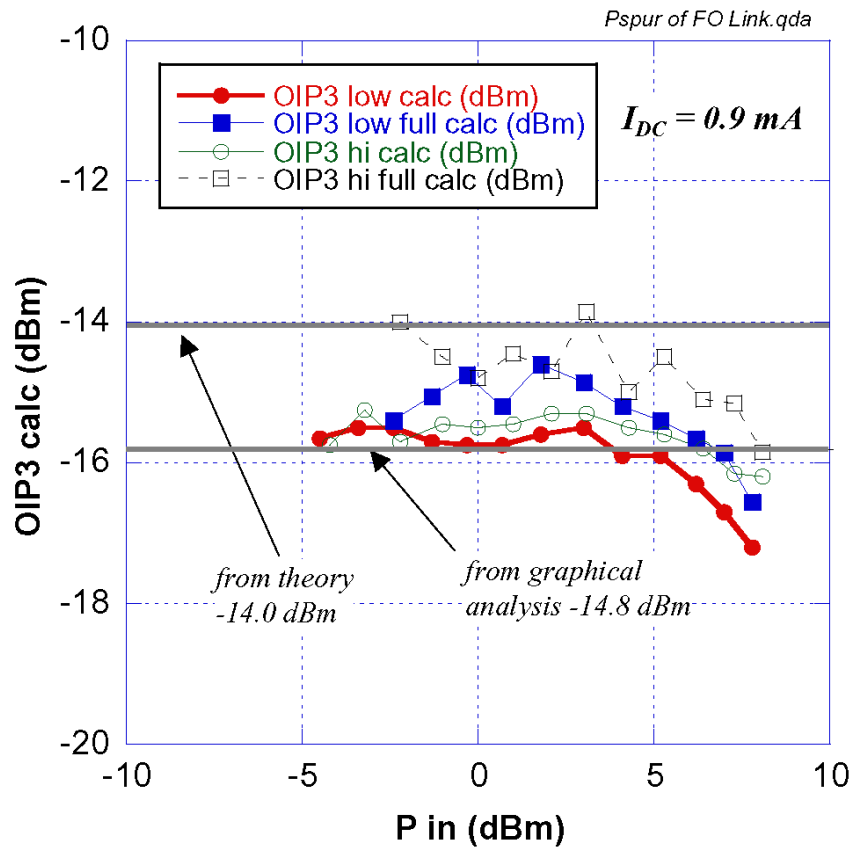 Pspur of FO Link.qda
-10
OIP3 low calc (dBm)
OIP3 low full calc (dBm)
OIP3 hi calc (dBm)
OIP3 hi full calc (dBm)
I_DC = 0.9 mA
-12
-14
-16
-18
-20
OIP3 calc (dBm)
from theory
-14.0 dBm
from graphical
analysis -14.8 dBm
-10
-5
0
5
10
P in (dBm)